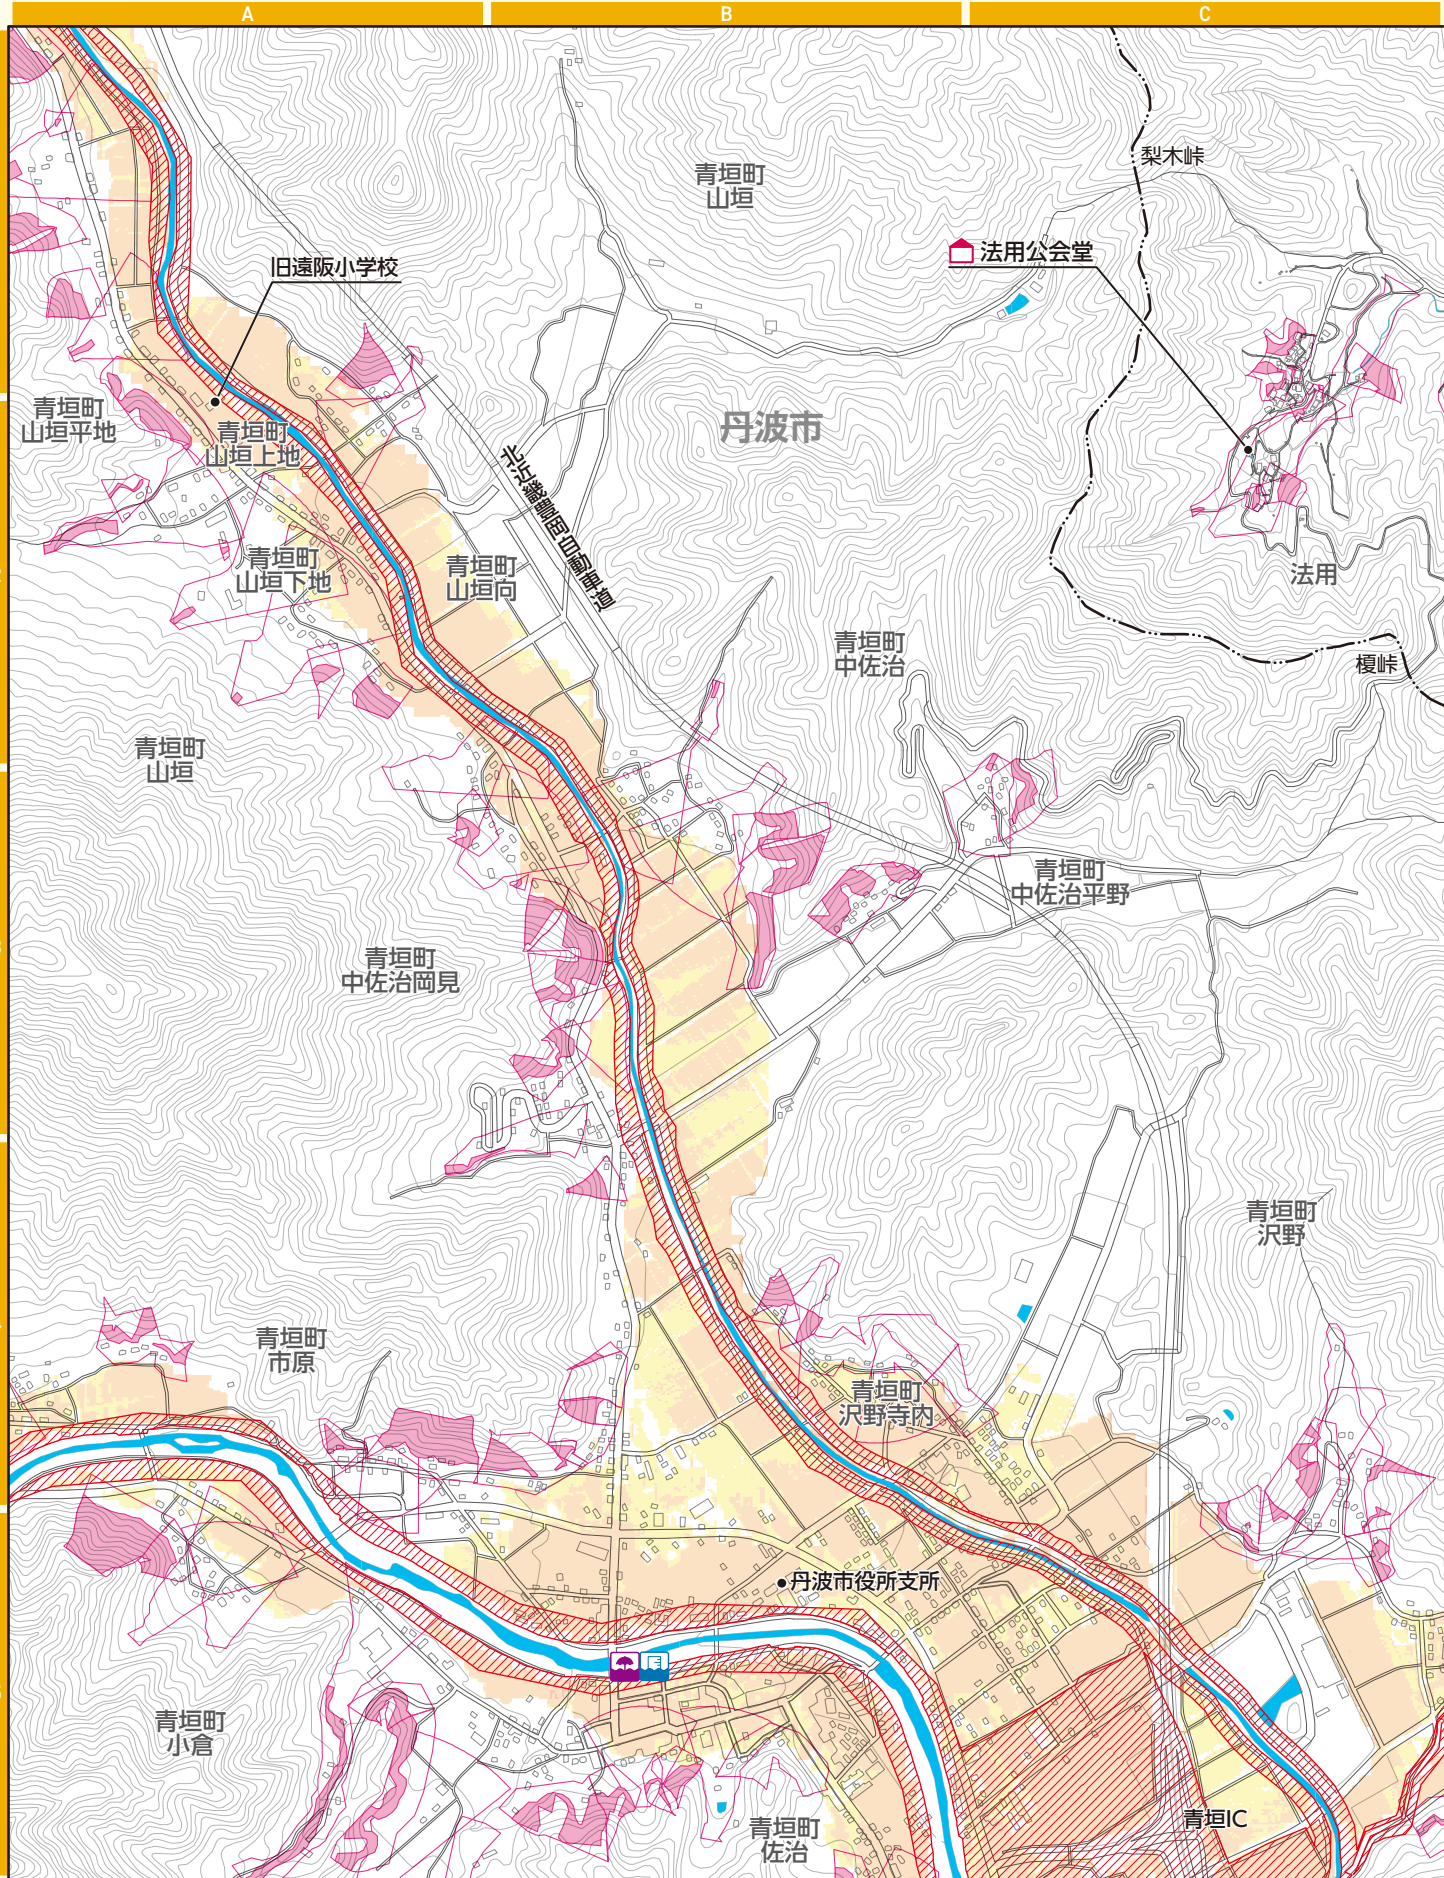 A
B
C
梨木峠
青垣町
山垣
法用公会堂
旧遠阪小学校
青垣町
山垣平地
青垣町
山垣上地
丹波市
北近畿豊岡自動車道
青垣町
山垣下地
青垣町
山垣向
法用
青垣町
中佐治
榎峠
青垣町
山垣
青垣町
中佐治平野
青垣町
中佐治岡見
青垣町
沢野
青垣町
市原
青垣町
沢野寺内
丹波市役所支所
青垣町
小倉
青垣町
佐治
青垣IC